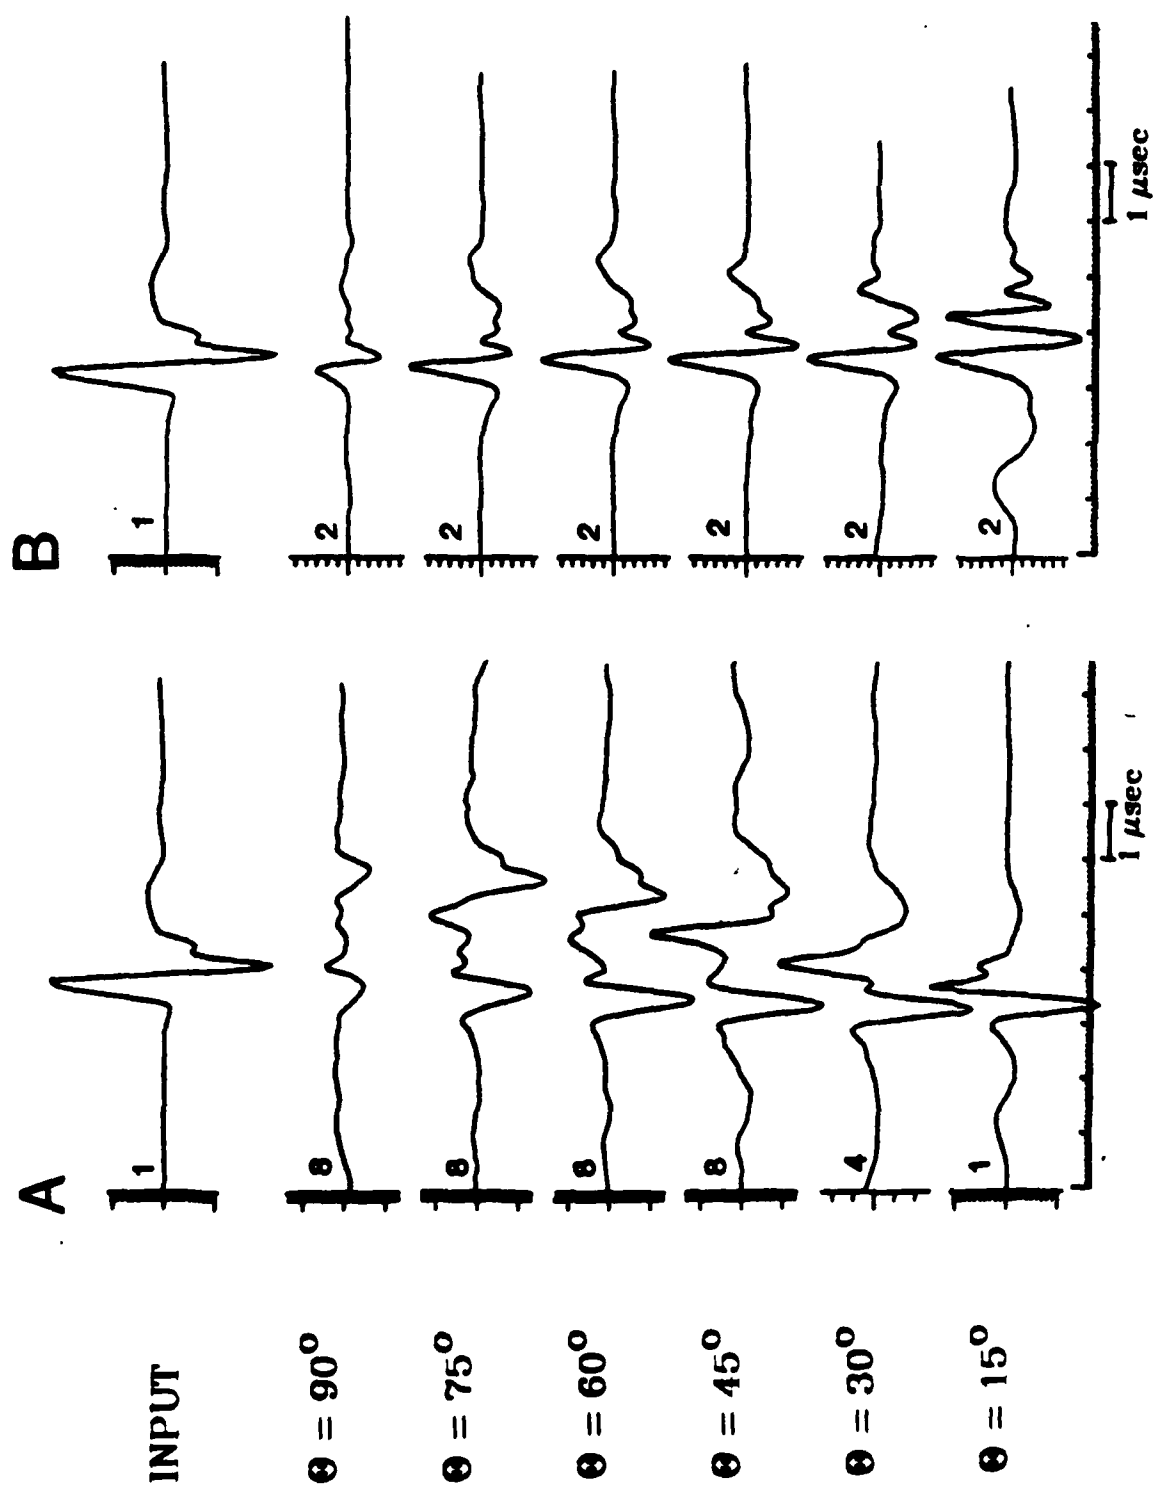 A B
INPUT 1 1
Θ = 90° 8 2
Θ = 75° 8 2
Θ = 60° 8 2
Θ = 45° 8 2
Θ = 30° 4 2
Θ = 15° 1 2
1 μsec 1 μsec